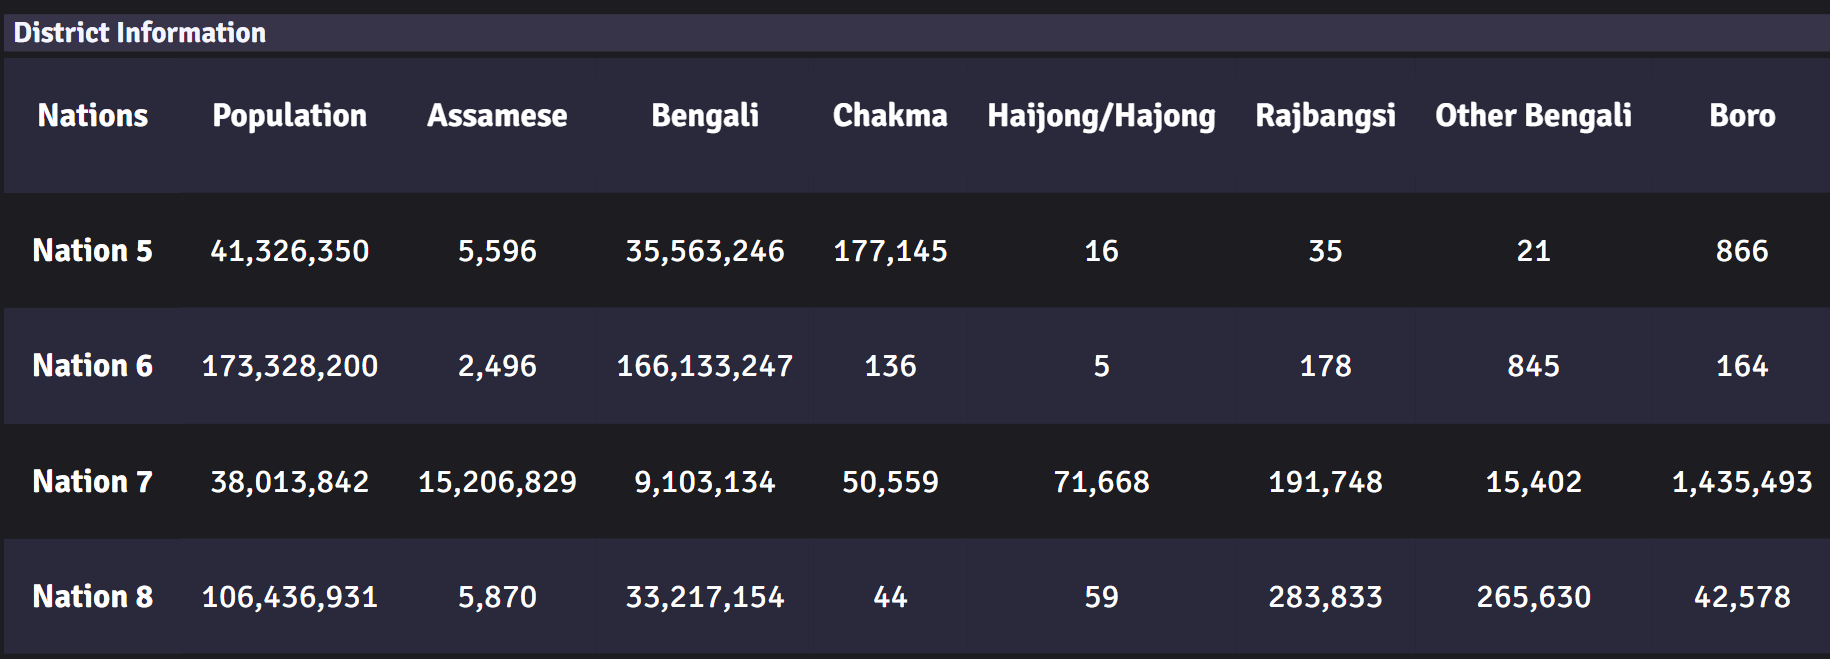 District Information
Nations Population Assamese Bengali Chakma Haijong/Hajong Rajbangsi Other Bengali Boro
Nation 5 41,326,350 5,596 35,563,246 177,145 16 35 21 866
Nation 6 173,328,200 2,496 166,133,247 136 5 178 845 164
Nation 7 38,013,842 15,206,829 9,103,134 50,559 71,668 191,748 15,402 1,435,493
Nation 8 106,436,931 5,870 33,217,154 44 59 283,833 265,630 42,578